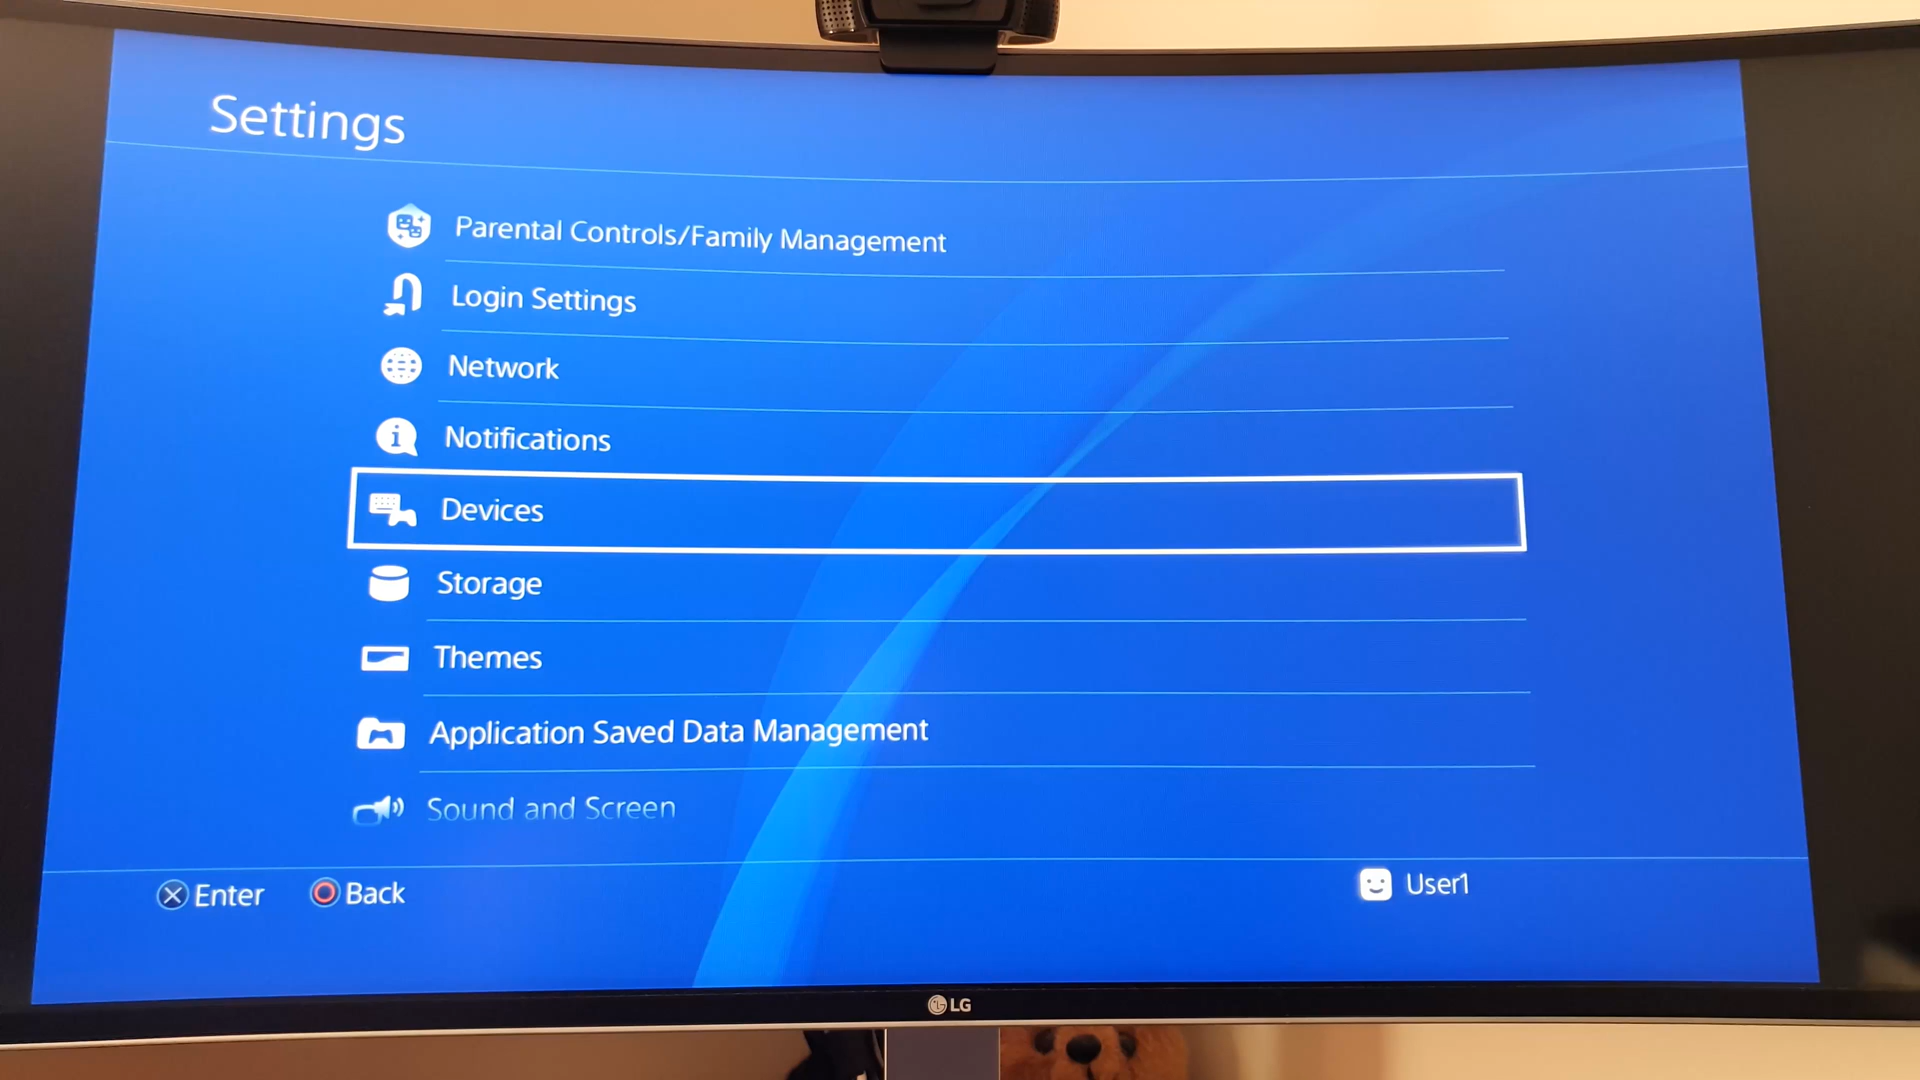 Settings
Parental Controls/Family Management
Login Settings
Network
Notifications
Devices
Storage
Themes
Application Saved Data Management
Sound and Screen
Enter
Back
User1
LG